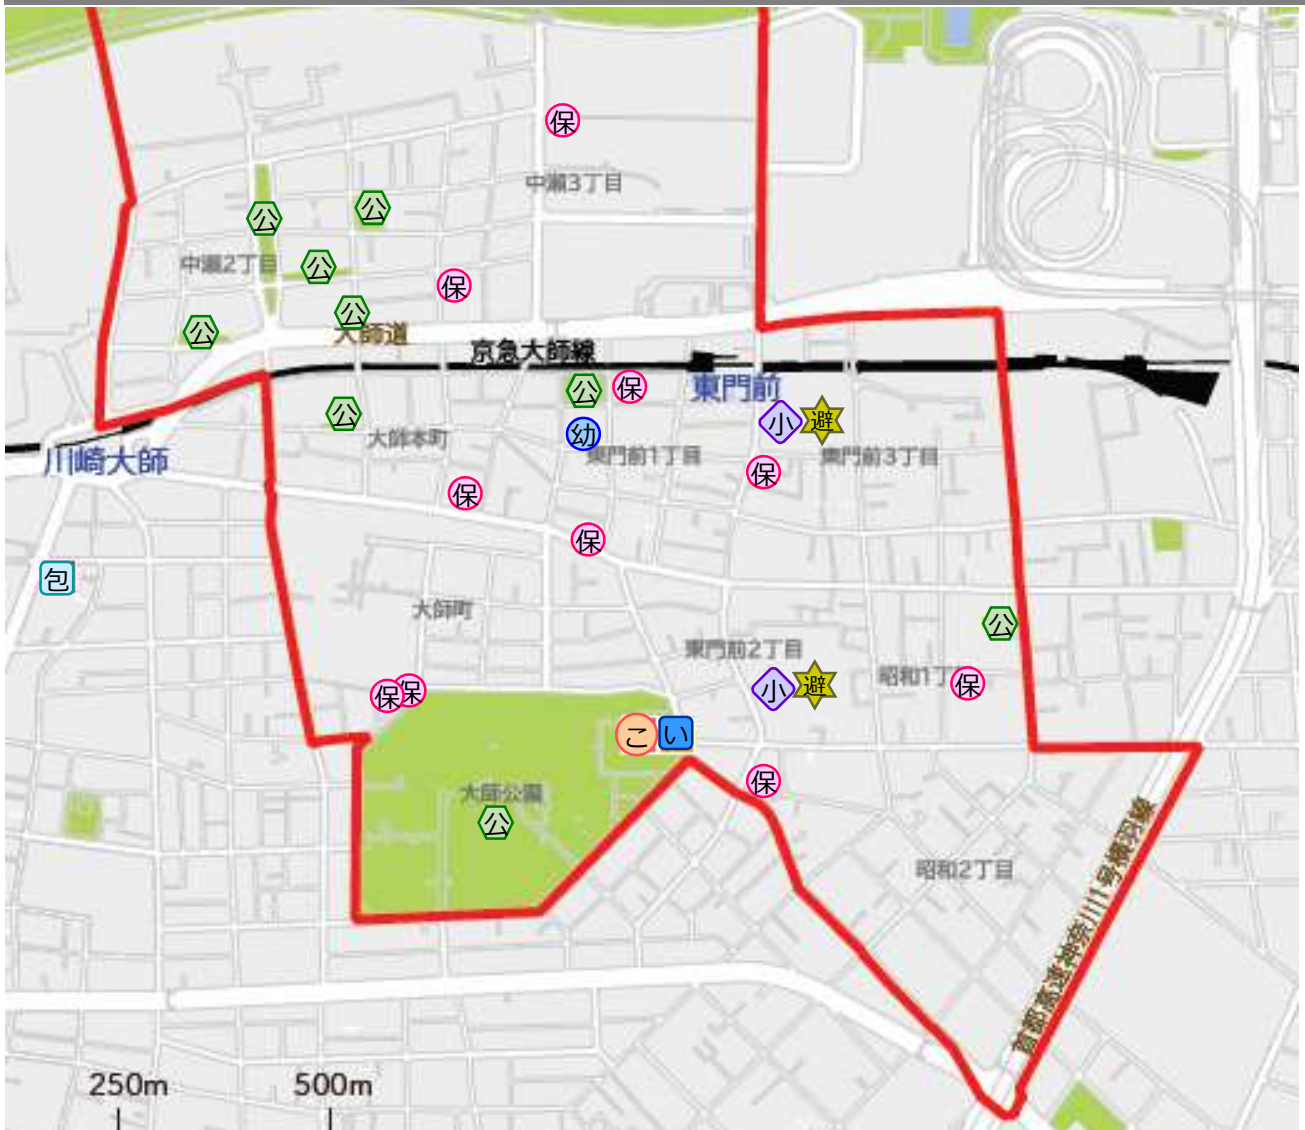 保
中瀬3丁目
公
公
中瀬2丁目
公
保
公
公
大師道
京急大師線
公
保
東門前
公
小
避
幼
大師本町
東門前1丁目
東門前3丁目
川崎大師
保
保
保
包
大師町
公
東門前2丁目
昭和1丁
保
小
避
保
保
こ
い
保
大師公園
公
昭和2丁目
首都高速神奈川1号横羽線
250m
500m